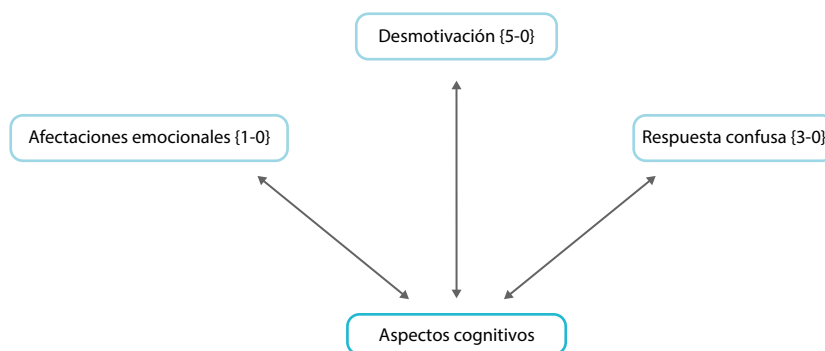 Desmotivación {5-0}
Afectaciones emocionales {1-0}
Respuesta confusa {3-0}
Aspectos cognitivos